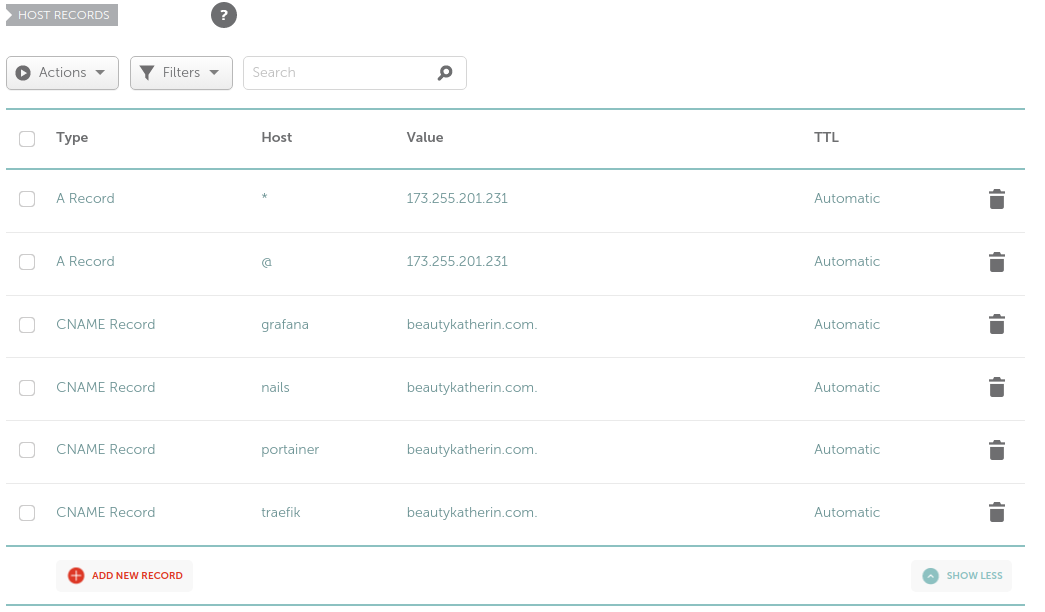 HOST RECORDS ?
Actions Filters Search
Type Host Value TTL
A Record * 173.255.201.231 Automatic
A Record @ 173.255.201.231 Automatic
CNAME Record grafana beautykatherin.com. Automatic
CNAME Record nails beautykatherin.com. Automatic
CNAME Record portainer beautykatherin.com. Automatic
CNAME Record traefik beautykatherin.com. Automatic
ADD NEW RECORD SHOW LESS